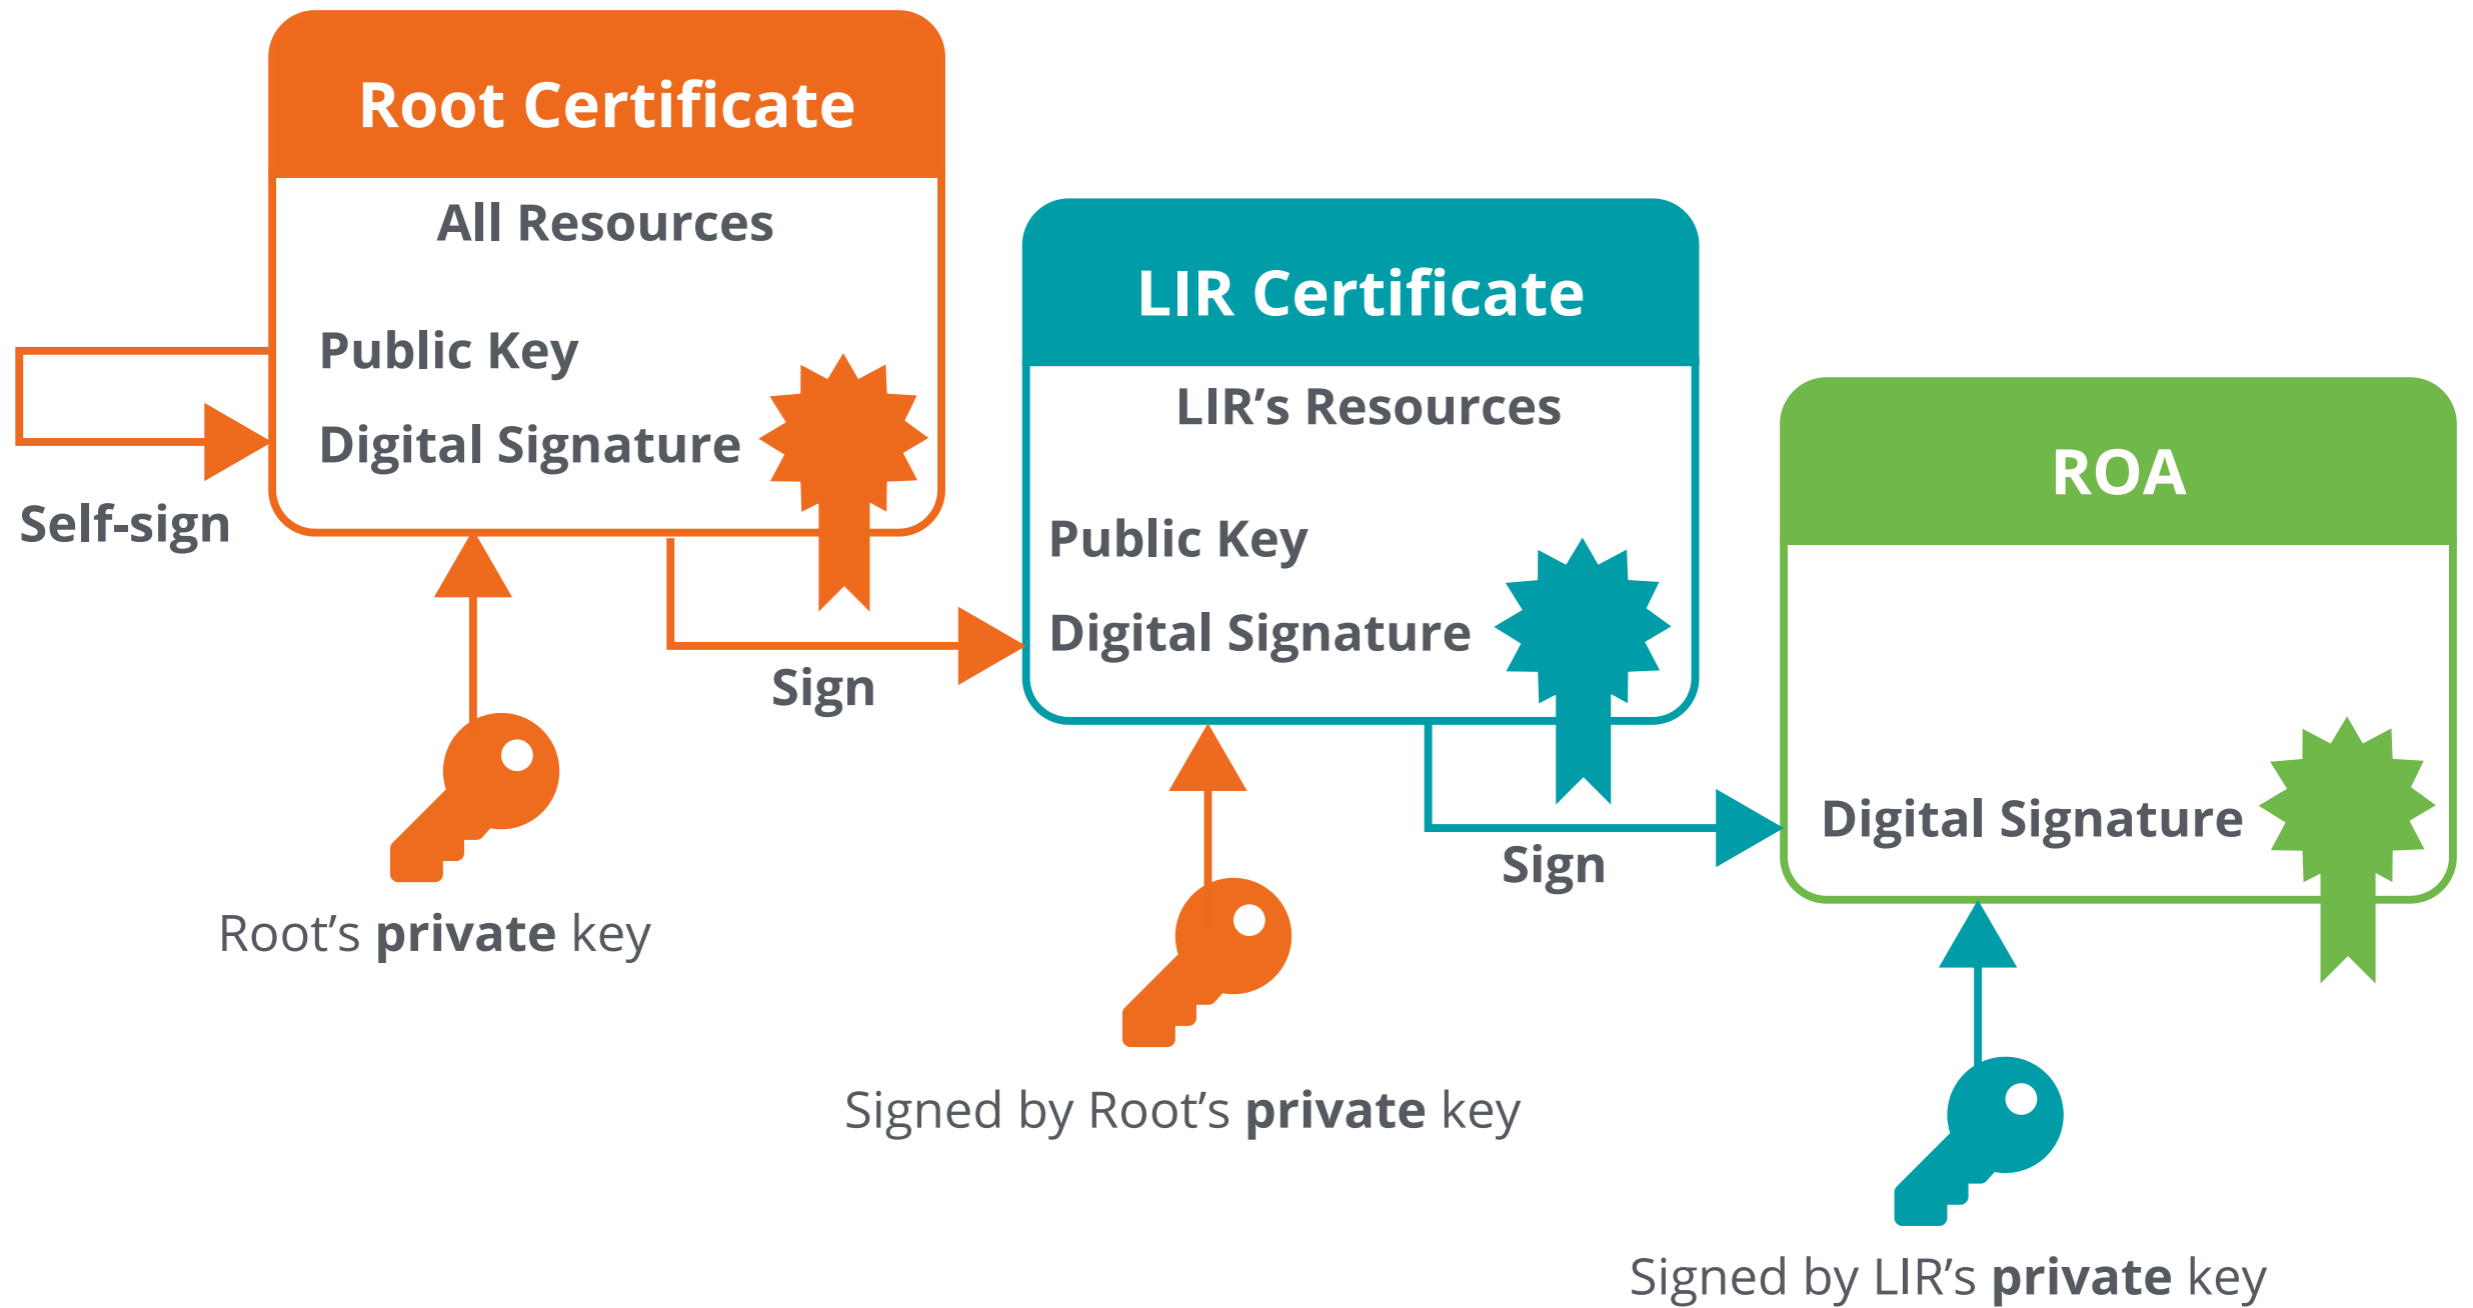 Root Certificate
All Resources
Public Key
Digital Signature
Self-sign
Root’s private key
Sign
LIR Certificate
LIR’s Resources
Public Key
Digital Signature
Signed by Root’s private key
Sign
ROA
Digital Signature
Signed by LIR’s private key